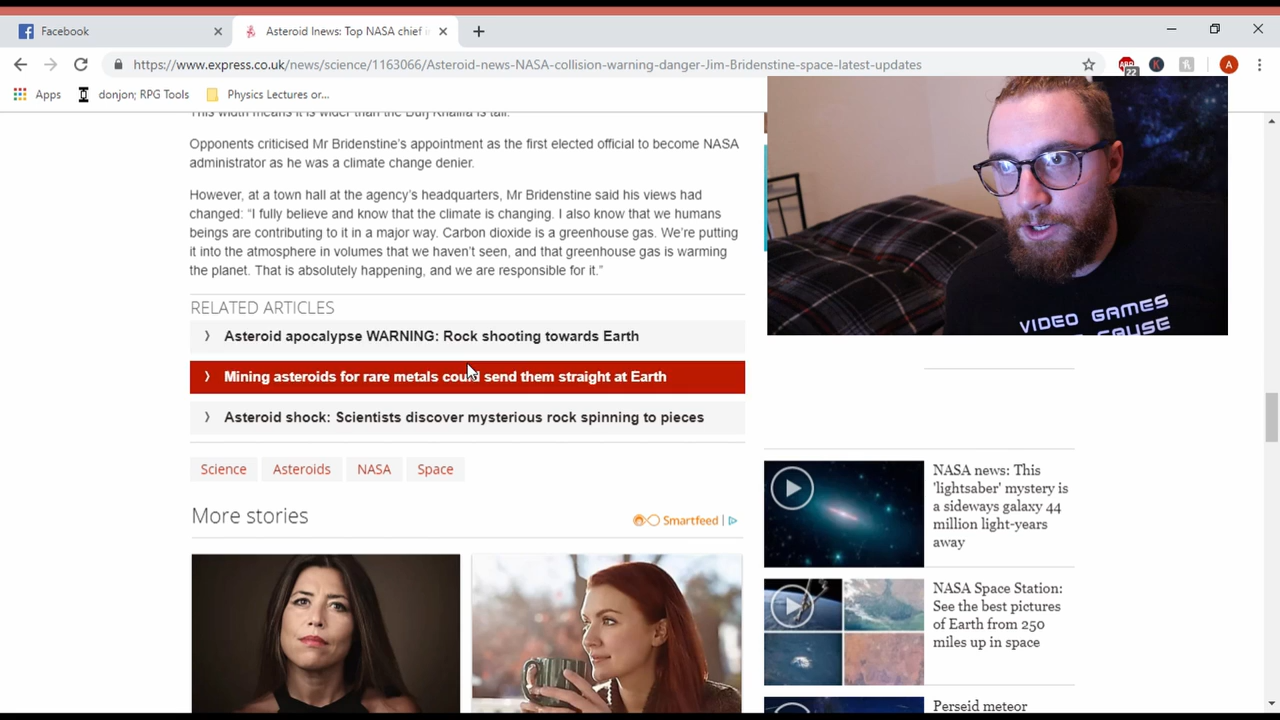 Facebook
Asteroid Inews: Top NASA chief i
https://www.express.co.uk/news/science/1163066/Asteroid-news-NASA-collision-warning-danger-Jim-Bridenstine-space-latest-updates
ABP
22
K
A
Apps
donjon; RPG Tools
Physics Lectures or...
This width means it is wider than the Burj Khalifa is tall.
Opponents criticised Mr Bridenstine's appointment as the first elected official to become NASA
administrator as he was a climate change denier.
However, at a town hall at the agency's headquarters, Mr Bridenstine said his views had
changed: “I fully believe and know that the climate is changing. I also know that we humans
beings are contributing to it in a major way. Carbon dioxide is a greenhouse gas. We're putting
it into the atmosphere in volumes that we haven't seen, and that greenhouse gas is warming
the planet. That is absolutely happening, and we are responsible for it.”
VIDEO GAMES
CAUSE
RELATED ARTICLES
Asteroid apocalypse WARNING: Rock shooting towards Earth
Mining asteroids for rare metals could send them straight at Earth
Asteroid shock: Scientists discover mysterious rock spinning to pieces
Science
Asteroids
NASA
Space
More stories
Smartfeed
NASA news: This
'lightsaber' mystery is
a sideways galaxy 44
million light-years
away
NASA Space Station:
See the best pictures
of Earth from 250
miles up in space
Perseid meteor